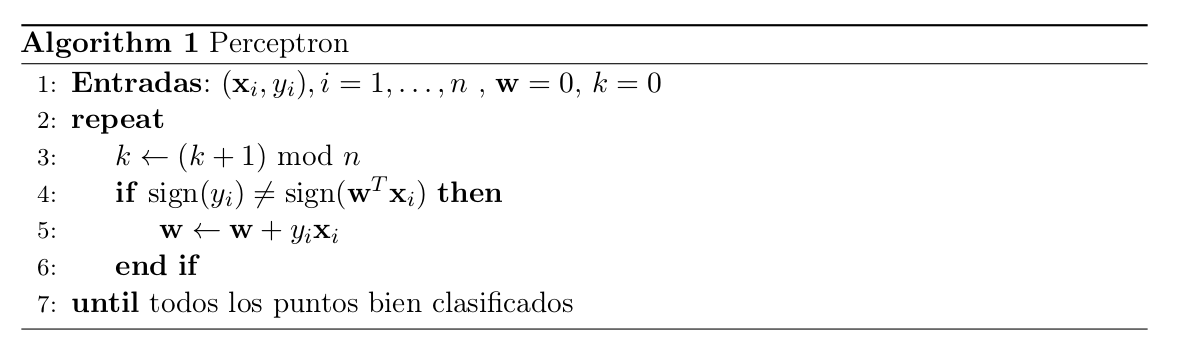 Algorithm 1 Perceptron
1: Entradas: (xᵢ, yᵢ), i = 1, . . . , n , w = 0, k = 0
2: repeat
3: k ← (k + 1) mod n
4: if sign(yᵢ) ≠ sign(wᵀxᵢ) then
5: w ← w + yᵢxᵢ
6: end if
7: until todos los puntos bien clasificados